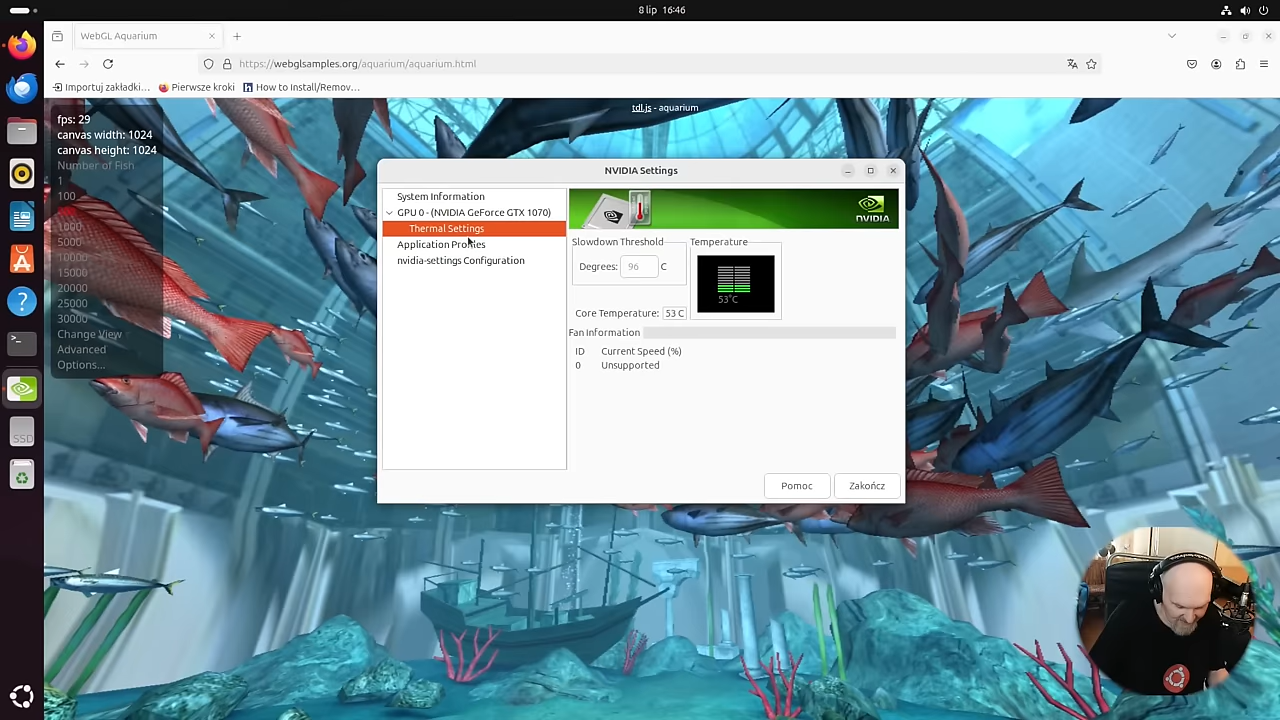 8 lip 16:46
WebGL Aquarium
https://webglsamples.org/aquarium/aquarium.html
Importuj zakładki...
Pierwsze kroki
How to Install/Remov...
tdl.js - aquarium
fps: 29
canvas width: 1024
canvas height: 1024
Number of Fish
1
100
1000
5000
10000
15000
20000
25000
30000
Change View
Advanced
Options...
NVIDIA Settings
System Information
GPU 0 - (NVIDIA GeForce GTX 1070)
Thermal Settings
Application Profiles
nvidia-settings Configuration
NVIDIA
Slowdown Threshold
Degrees: 96 C
Temperature
53°C
Core Temperature: 53 C
Fan Information
ID Current Speed (%)
0 Unsupported
Pomoc
Zakończ
SSD